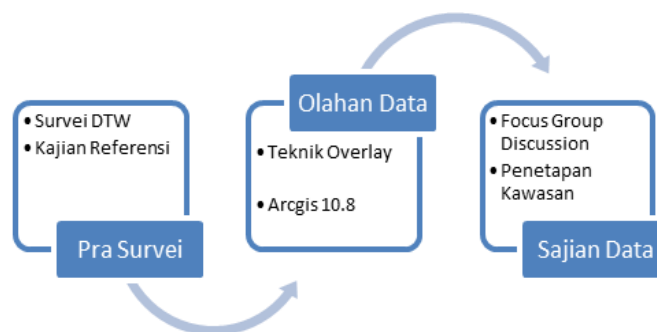 • Survei DTW
• Kajian Referensi
Pra Survei
Olahan Data
• Teknik Overlay
• Arcgis 10.8
• Focus Group
Discussion
• Penetapan
Kawasan
Sajian Data